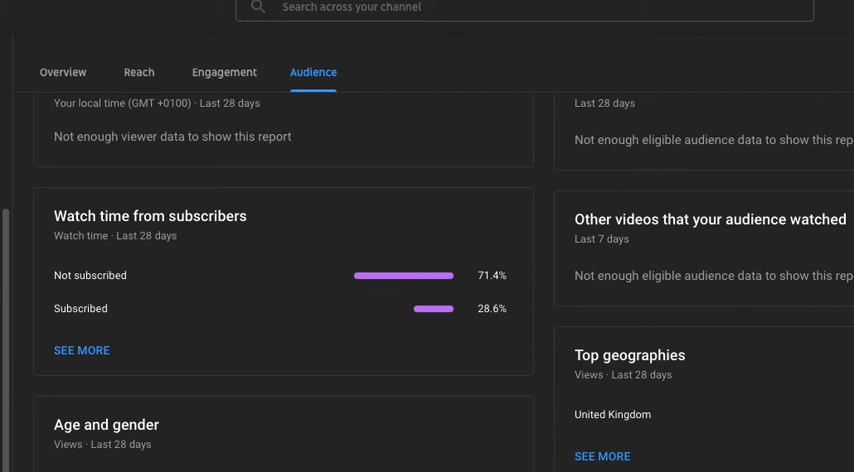 Search across your channel
Overview Reach Engagement Audience
Your local time (GMT +0100) · Last 28 days
Not enough viewer data to show this report
Watch time from subscribers
Watch time · Last 28 days
Not subscribed 71.4%
Subscribed 28.6%
SEE MORE
Age and gender
Views · Last 28 days
Last 28 days
Not enough eligible audience data to show this rep
Other videos that your audience watched
Last 7 days
Not enough eligible audience data to show this rep
Top geographies
Views · Last 28 days
United Kingdom
SEE MORE